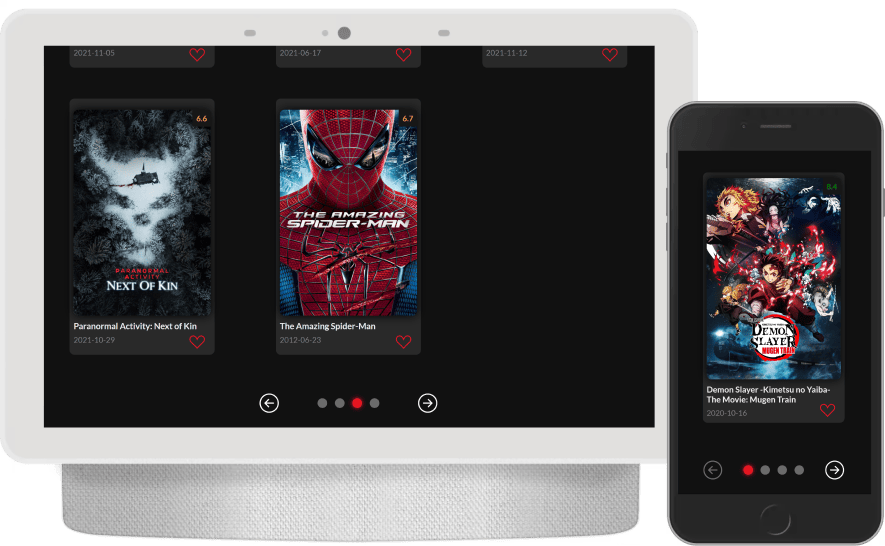 2021-11-05
2021-06-17
2021-11-12
6.6
PARANORMAL
ACTIVITY
NEXT OF KIN
Paranormal Activity: Next of Kin
2021-10-29
6.7
THE AMAZING
SPIDER-MAN
The Amazing Spider-Man
2012-06-23
8.4
DEMON
SLAYER
MUGEN TRAIN
Demon Slayer -Kimetsu no Yaiba-
The Movie: Mugen Train
2020-10-16